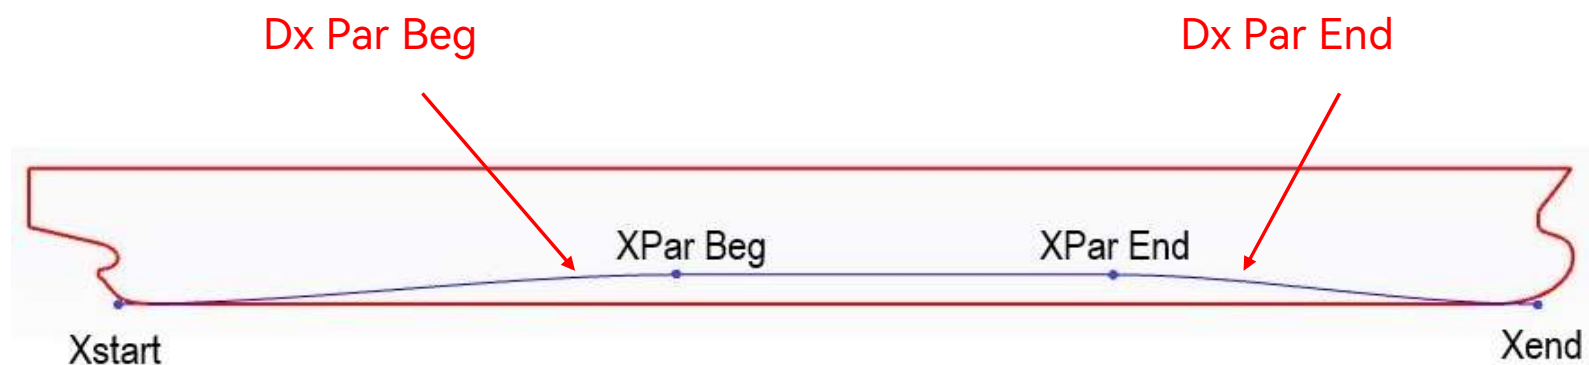 Dx Par Beg
Dx Par End
XPar Beg
XPar End
Xstart
Xend